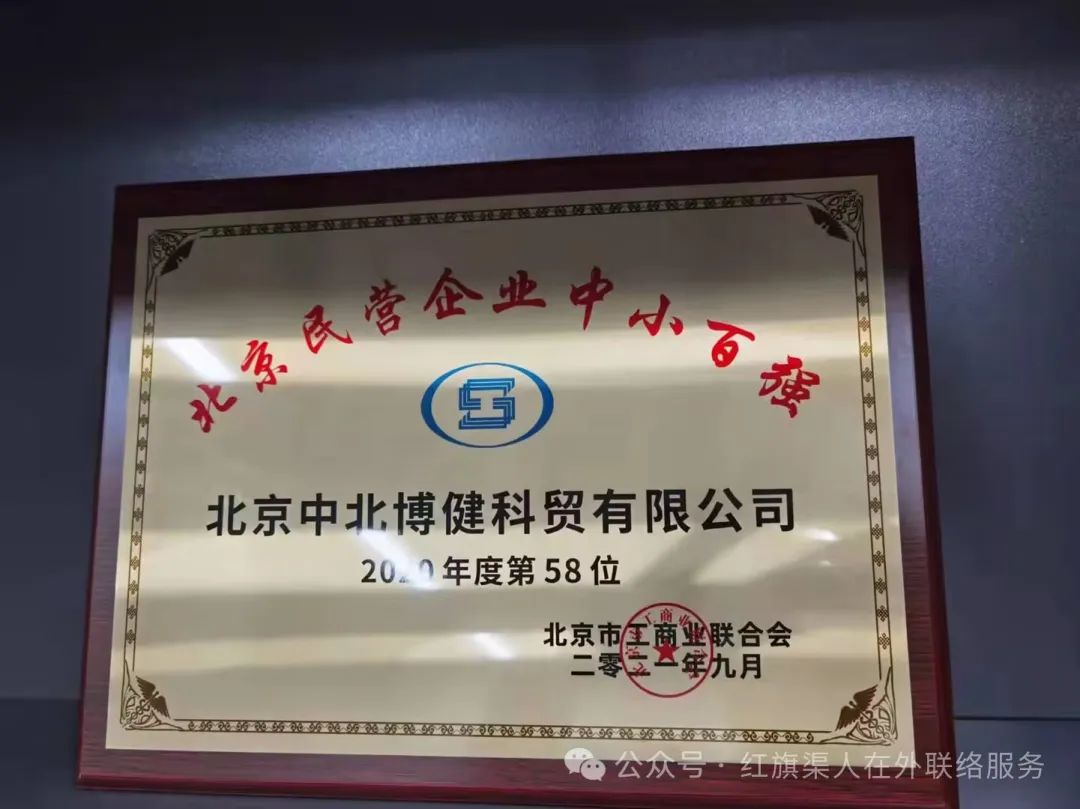 北京民营企业中小百强
北京中北博健科贸有限公司
2020年度第58位
北京市工商业联合会
二零二一年九月
公众号·红旗渠人在外联络服务